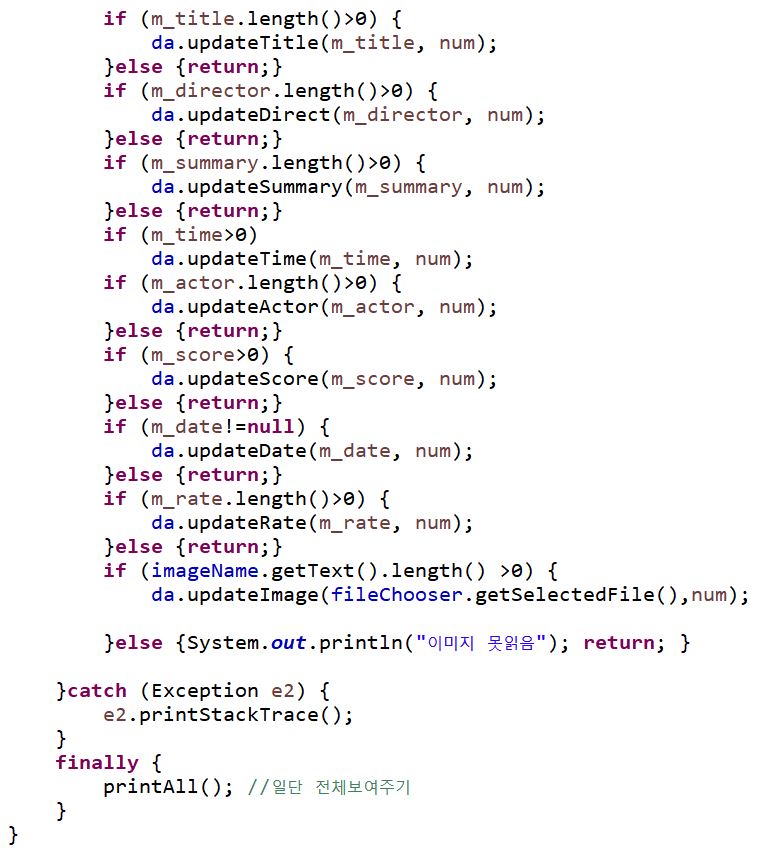 if (m_title.length()>0) {
da.updateTitle(m_title, num);
}else {return;}
if (m_director.length()>0) {
da.updateDirect(m_director, num);
}else {return;}
if (m_summary.length()>0) {
da.updateSummary(m_summary, num);
}else {return;}
if (m_time>0)
da.updateTime(m_time, num);
if (m_actor.length()>0) {
da.updateActor(m_actor, num);
}else {return;}
if (m_score>0) {
da.updateScore(m_score, num);
}else {return;}
if (m_date!=null) {
da.updateDate(m_date, num);
}else {return;}
if (m_rate.length()>0) {
da.updateRate(m_rate, num);
}else {return;}
if (imageName.getText().length() >0) {
da.updateImage(fileChooser.getSelectedFile(),num);
}else {System.out.println("이미지 못읽음"); return; }
}catch (Exception e2) {
e2.printStackTrace();
}
finally {
printAll(); //일단 전체보여주기
}
}